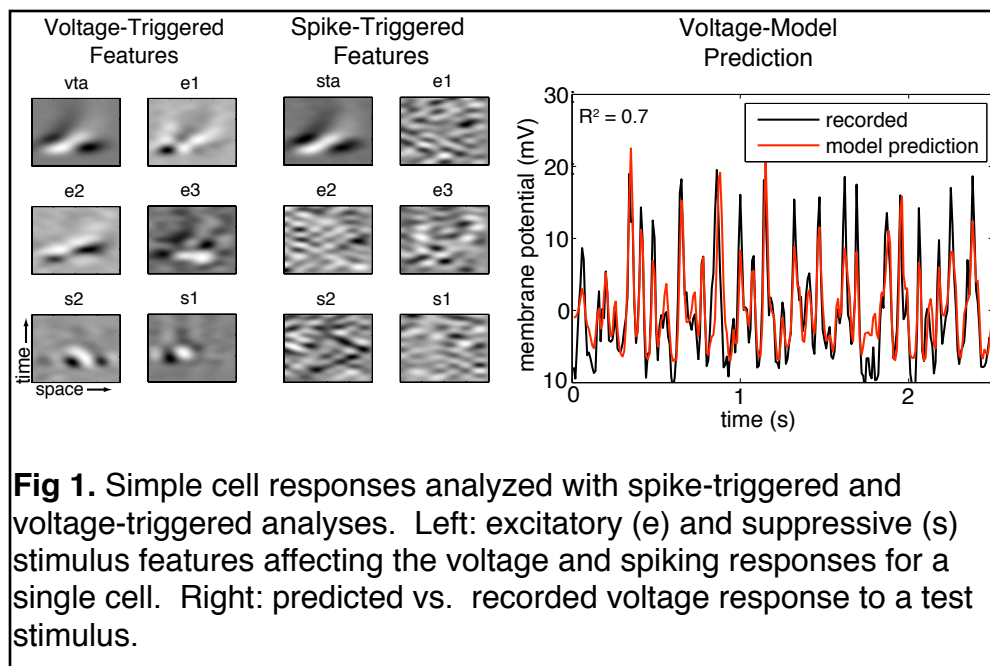 Voltage-Triggered
Features
vta
e1
e2
e3
s2
s1
time
space
Spike-Triggered
Features
sta
e1
e2
e3
s2
s1
Voltage-Model
Prediction
R² = 0.7
recorded
model prediction
membrane potential (mV)
30
20
10
0
10
0
1
2
time (s)
Fig 1. Simple cell responses analyzed with spike-triggered and
voltage-triggered analyses. Left: excitatory (e) and suppressive (s)
stimulus features affecting the voltage and spiking responses for a
single cell. Right: predicted vs. recorded voltage response to a test
stimulus.